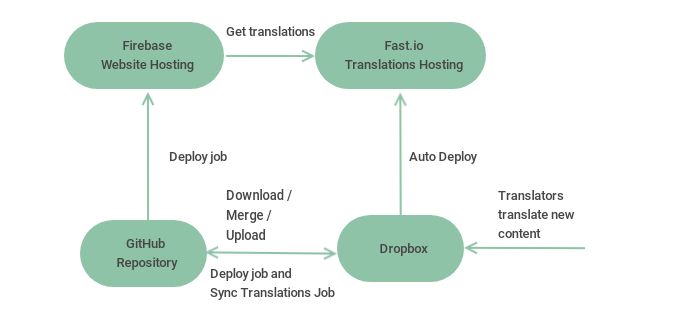 Get translations
Firebase
Website Hosting
Fast.io
Translations Hosting
Deploy job
Auto Deploy
Download /
Merge /
Upload
Translators
translate new
content
GitHub
Repository
Dropbox
Deploy job and
Sync Translations Job